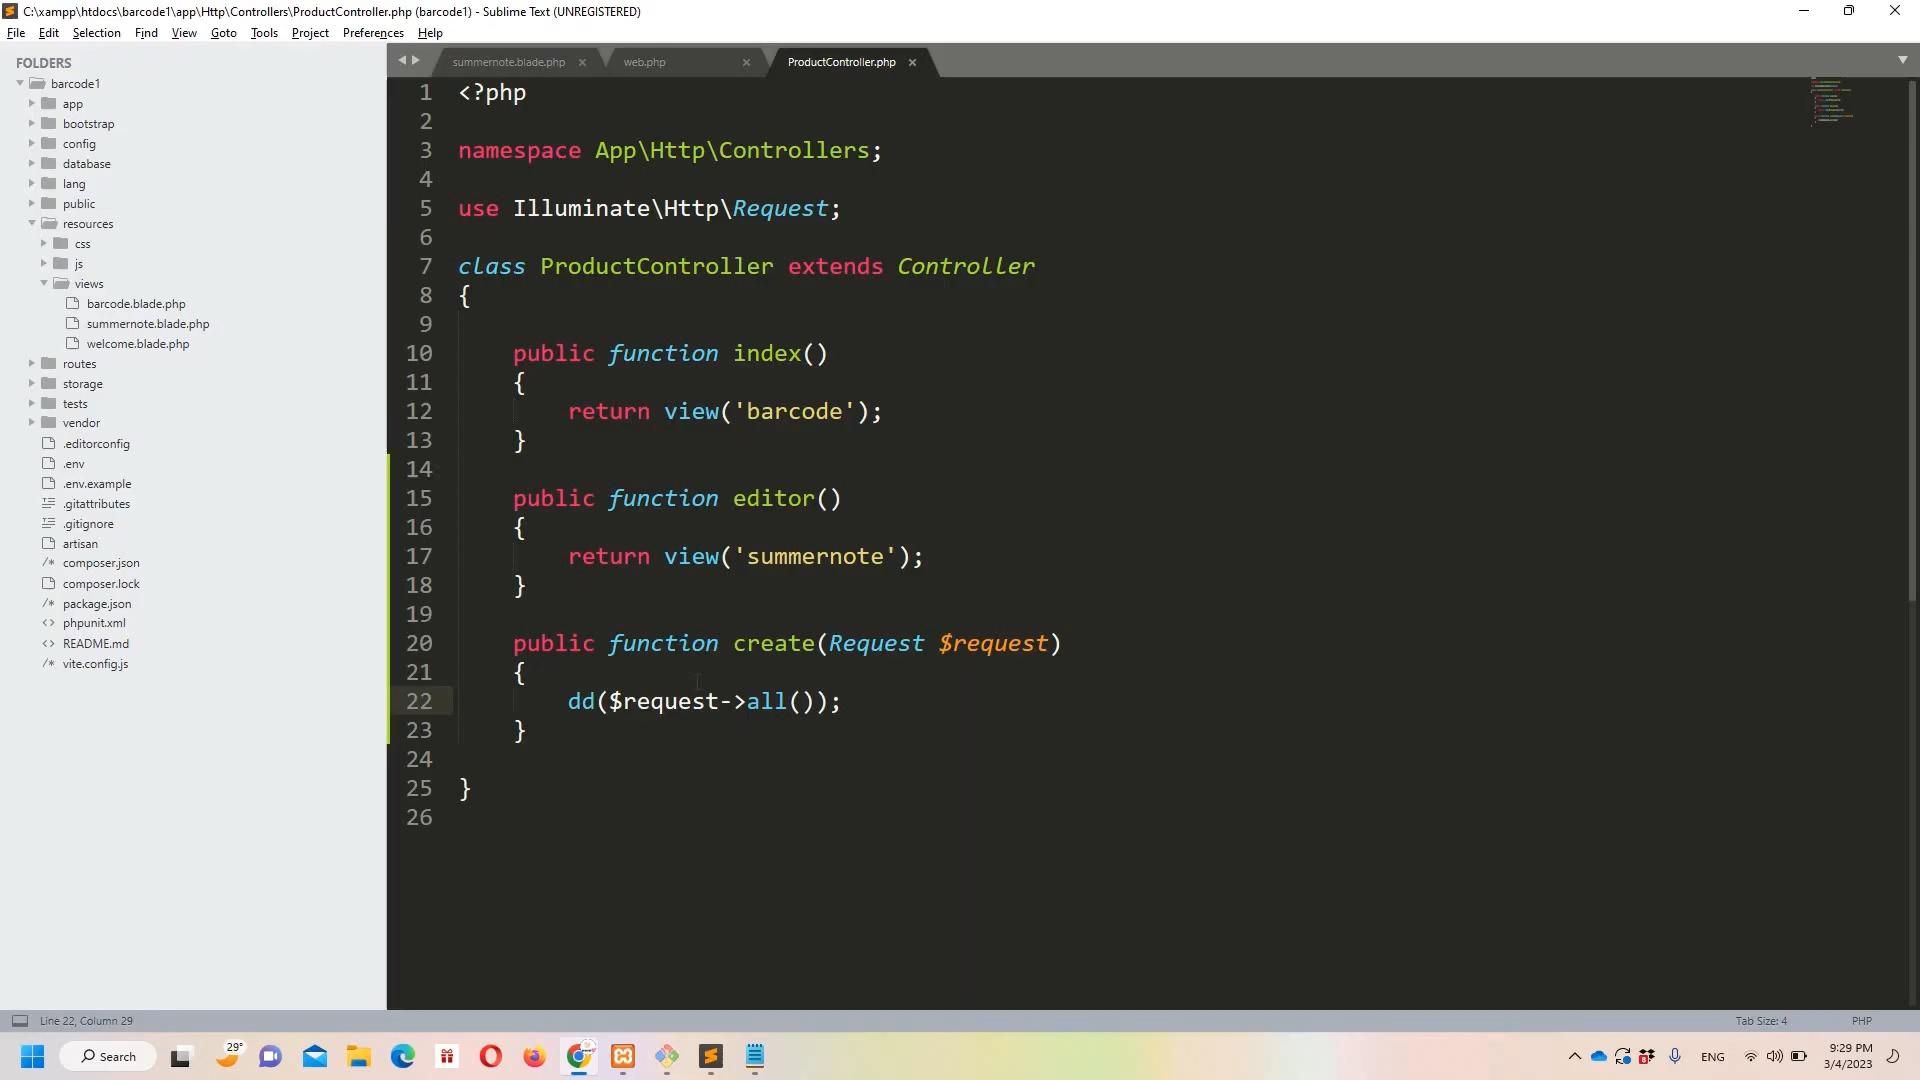 C:\xampp\htdocs\barcode1\app\Http\Controllers\ProductController.php (barcode1) - Sublime Text (UNREGISTERED)
File Edit Selection Find View Goto Tools Project Preferences Help
FOLDERS
barcode1
app
bootstrap
config
database
lang
public
resources
css
js
views
barcode.blade.php
summernote.blade.php
welcome.blade.php
routes
storage
tests
vendor
.editorconfig
.env
.env.example
.gitattributes
.gitignore
artisan
composer.json
composer.lock
package.json
phpunit.xml
README.md
vite.config.js
summernote.blade.php web.php ProductController.php
1 <?php
2
3 namespace App\Http\Controllers;
4
5 use Illuminate\Http\Request;
6
7 class ProductController extends Controller
8 {
9
10 public function index()
11 {
12 return view('barcode');
13 }
14
15 public function editor()
16 {
17 return view('summernote');
18 }
19
20 public function create(Request $request)
21 {
22 dd($request->all());
23 }
24
25 }
26
Line 22, Column 29 Tab Size: 4 PHP
Search 29° ENG 9:29 PM
3/4/2023